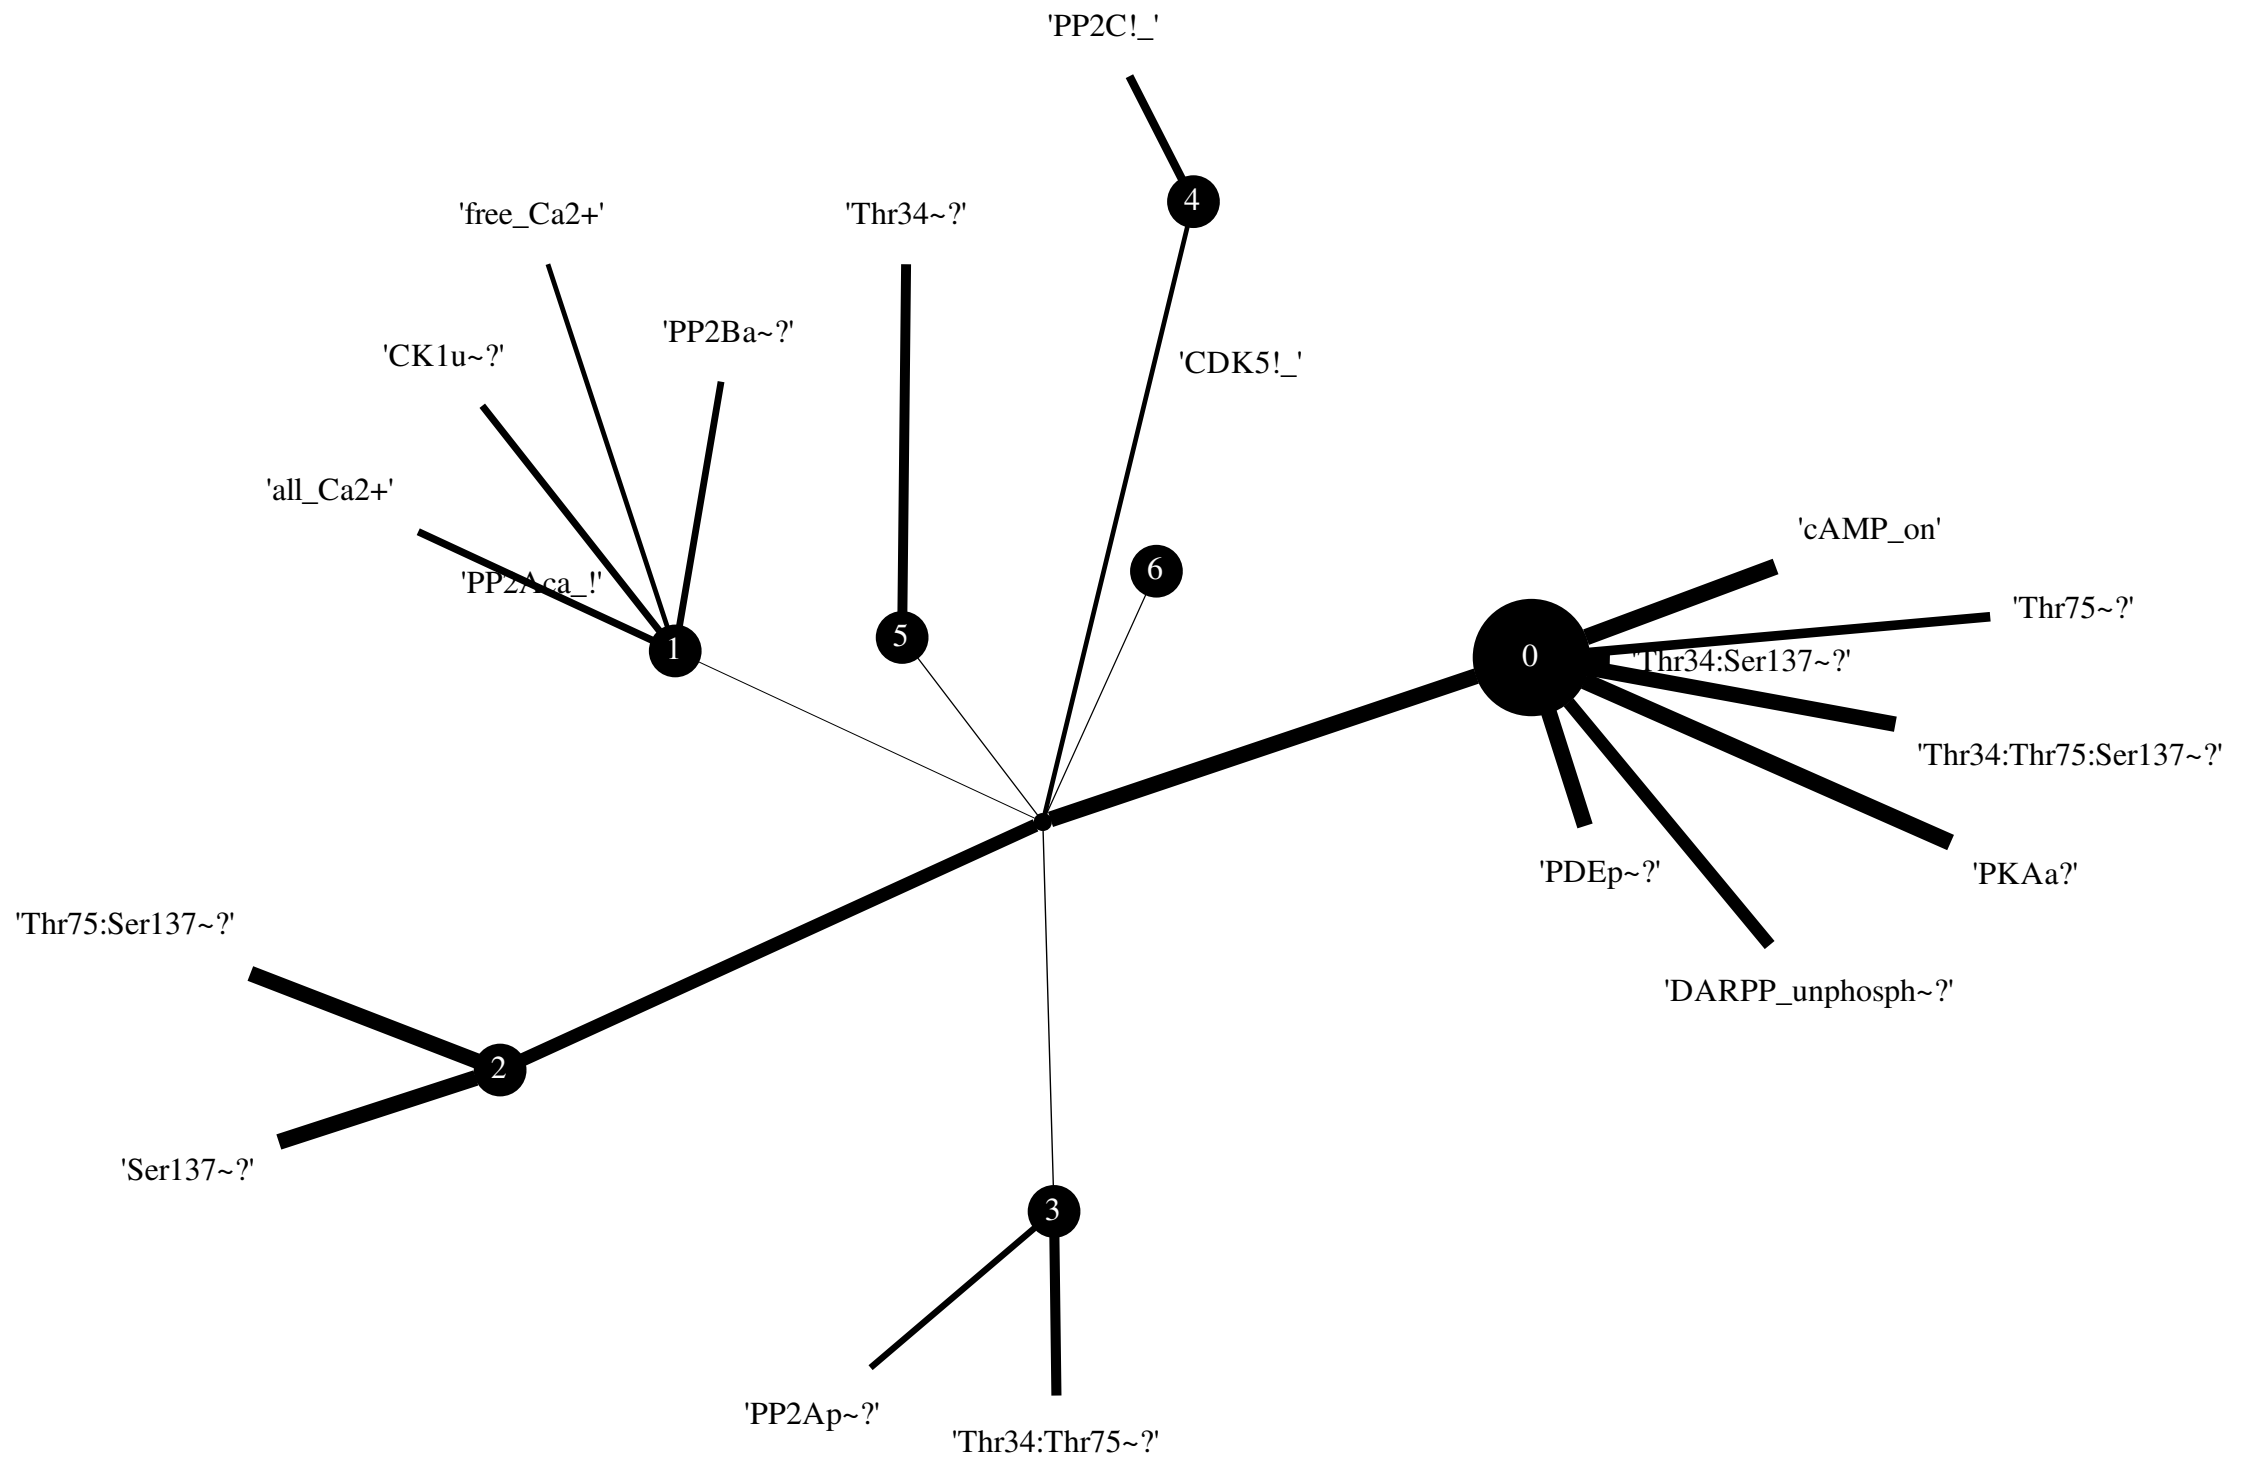 'PP2C!_'
4
'free_Ca2+'
'Thr34~?'
'PP2Ba~?'
'CK1u~?'
'CDK5!_'
'all_Ca2+'
'cAMP_on'
6
'PP2Aca_!'
'Thr75~?'
5
1
0
'Thr34:Ser137~?'
'Thr34:Thr75:Ser137~?'
'PDEp~?'
'PKAa?'
'Thr75:Ser137~?'
'DARPP_unphosph~?'
2
'Ser137~?'
3
'PP2Ap~?'
'Thr34:Thr75~?'